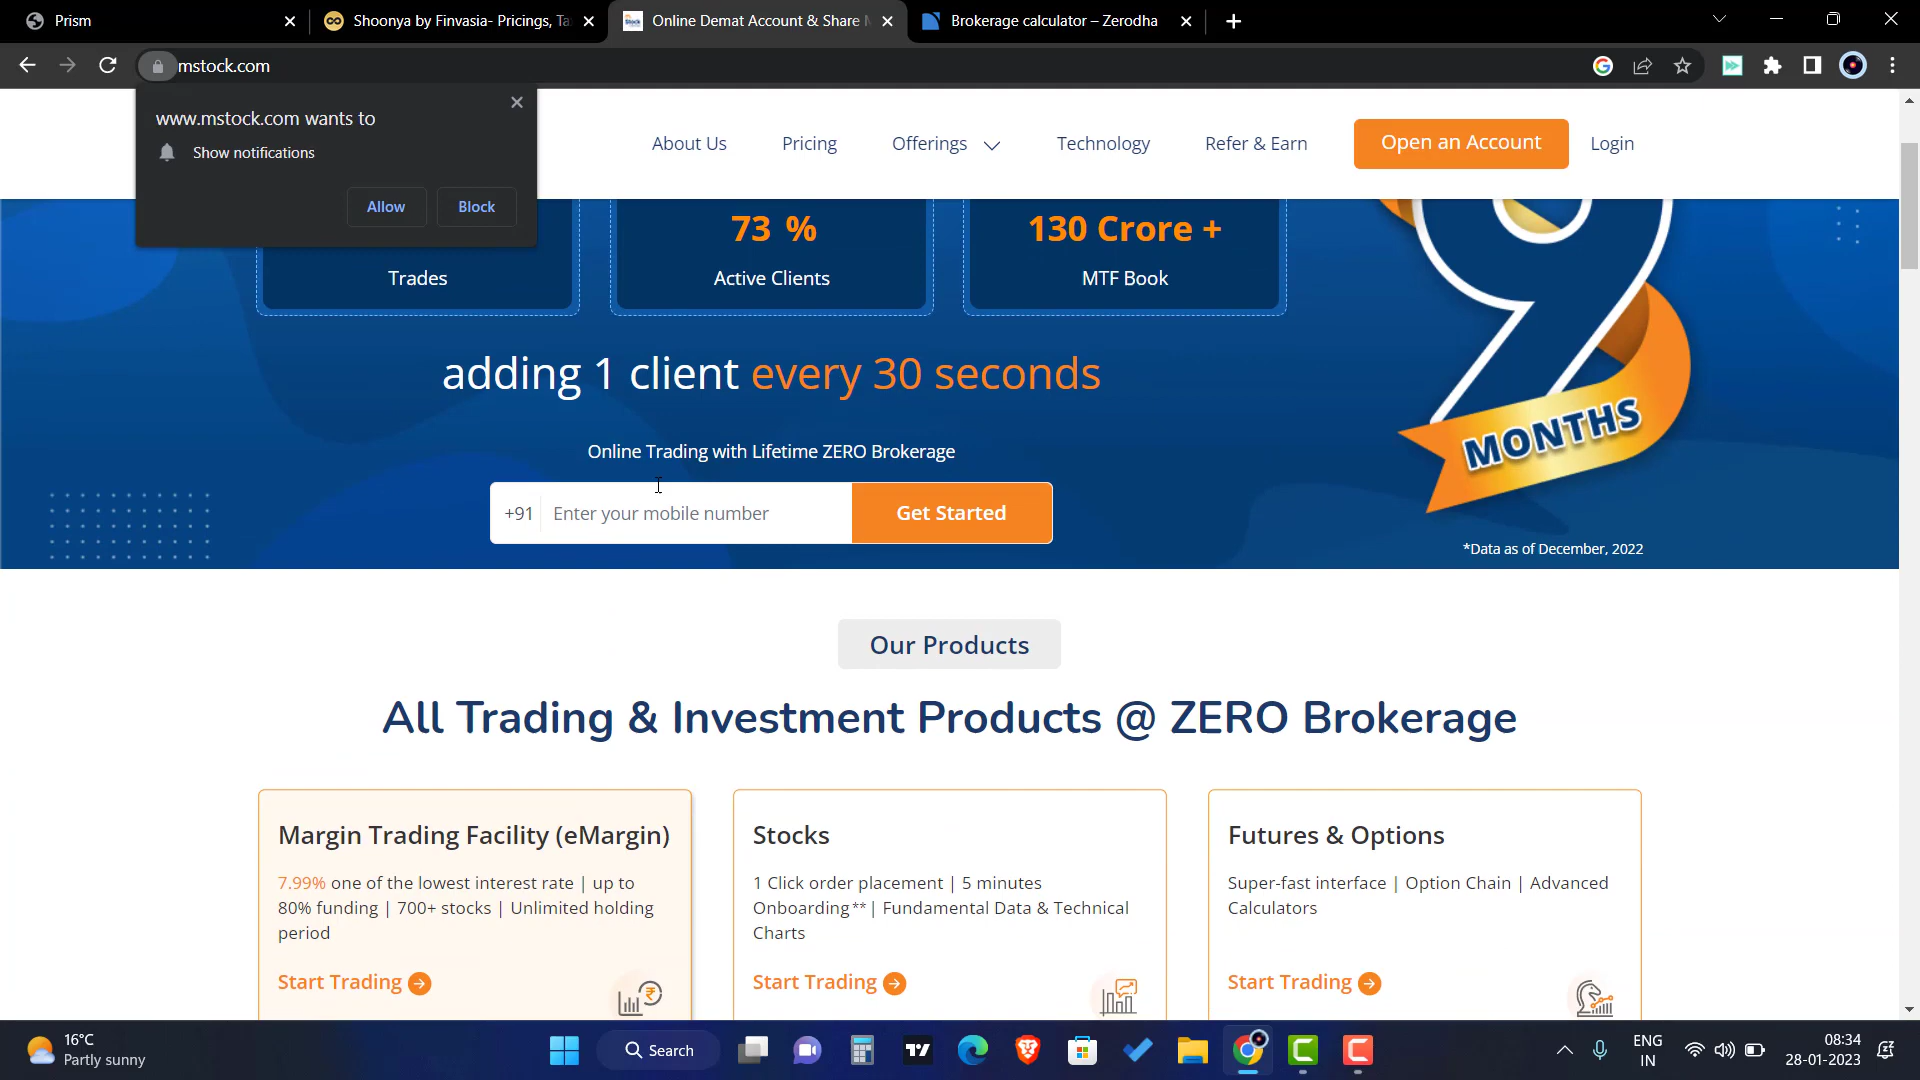 Prism
Shoonya by Finvasia- Pricings, Ta
Online Demat Account & Share M
Brokerage calculator – Zerodha
mstock.com
www.mstock.com wants to
Show notifications
Allow
Block
About Us
Pricing
Offerings
Technology
Refer & Earn
Open an Account
Login
Trades
73 %
Active Clients
130 Crore +
MTF Book
adding 1 client every 30 seconds
Online Trading with Lifetime ZERO Brokerage
+91
Enter your mobile number
Get Started
9
MONTHS
*Data as of December, 2022
Our Products
All Trading & Investment Products @ ZERO Brokerage
Margin Trading Facility (eMargin)
7.99% one of the lowest interest rate | up to
80% funding | 700+ stocks | Unlimited holding
period
Start Trading
Stocks
1 Click order placement | 5 minutes
Onboarding** | Fundamental Data & Technical
Charts
Start Trading
Futures & Options
Super-fast interface | Option Chain | Advanced
Calculators
Start Trading
16°C
Partly sunny
Search
ENG
IN
08:34
28-01-2023